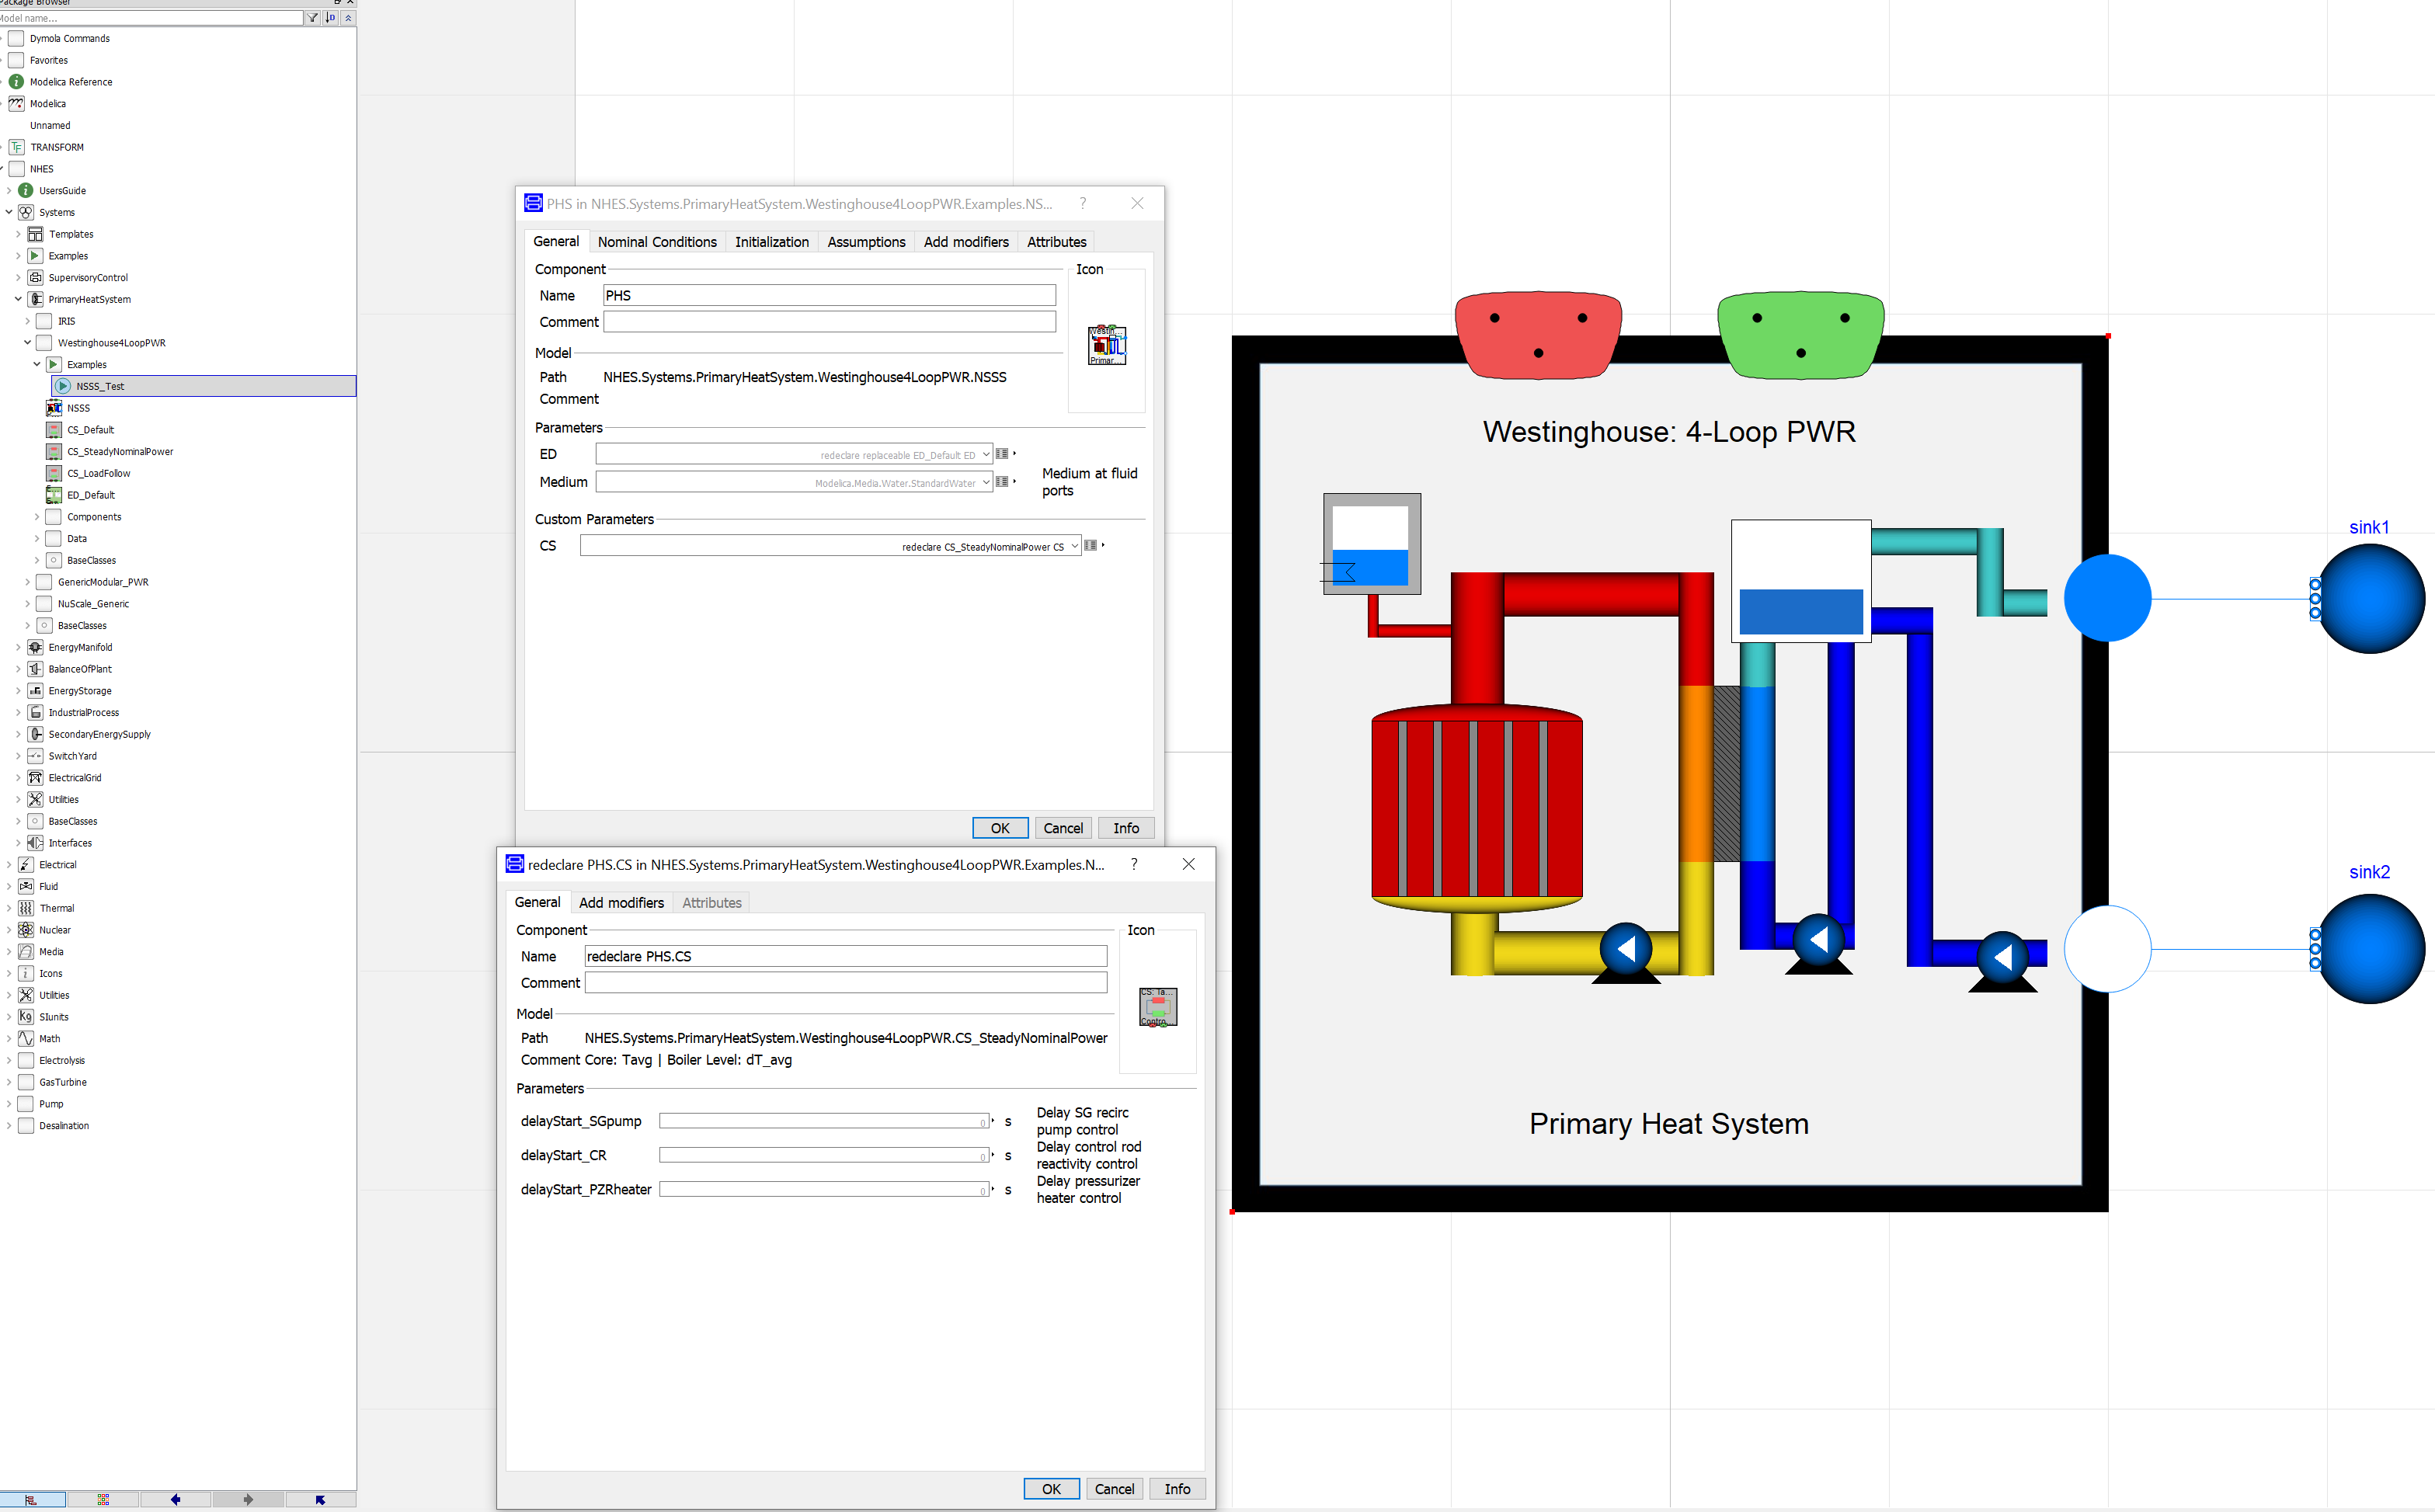 Package Browser
Model name...
Dymola Commands
Favorites
Modelica Reference
Modelica
Unnamed
TRANSFORM
NHES
UsersGuide
Systems
Templates
Examples
SupervisoryControl
PrimaryHeatSystem
IRIS
Westinghouse4LoopPWR
Examples
NSSS_Test
NSSS
CS_Default
CS_SteadyNominalPower
CS_LoadFollow
ED_Default
Components
Data
BaseClasses
GenericModular_PWR
NuScale_Generic
BaseClasses
EnergyManifold
BalanceOfPlant
EnergyStorage
IndustrialProcess
SecondaryEnergySupply
SwitchYard
ElectricalGrid
Utilities
BaseClasses
Interfaces
Electrical
Fluid
Thermal
Nuclear
Media
Icons
Utilities
SIunits
Math
Electrolysis
GasTurbine
Pump
Desalination
PHS in NHES.Systems.PrimaryHeatSystem.Westinghouse4LoopPWR.Examples.NS... ?
General Nominal Conditions Initialization Assumptions Add modifiers Attributes
Component Icon
Name PHS
Comment
Westin...
Primar...
Model
Path NHES.Systems.PrimaryHeatSystem.Westinghouse4LoopPWR.NSSS
Comment
Parameters
ED redeclare replaceable ED_Default ED
Medium Modelica.Media.Water.StandardWater Medium at fluid
ports
Custom Parameters
CS redeclare CS_SteadyNominalPower CS
OK Cancel Info
redeclare PHS.CS in NHES.Systems.PrimaryHeatSystem.Westinghouse4LoopPWR.Examples.N... ?
General Add modifiers Attributes
Component Icon
Name redeclare PHS.CS
Comment
CS: Ta...
Contro...
Model
Path NHES.Systems.PrimaryHeatSystem.Westinghouse4LoopPWR.CS_SteadyNominalPower
Comment Core: Tavg | Boiler Level: dT_avg
Parameters
delayStart_SGpump 0 s Delay SG recirc
pump control
delayStart_CR 0 s Delay control rod
reactivity control
delayStart_PZRheater 0 s Delay pressurizer
heater control
OK Cancel Info
Westinghouse: 4-Loop PWR
Primary Heat System
sink1
sink2